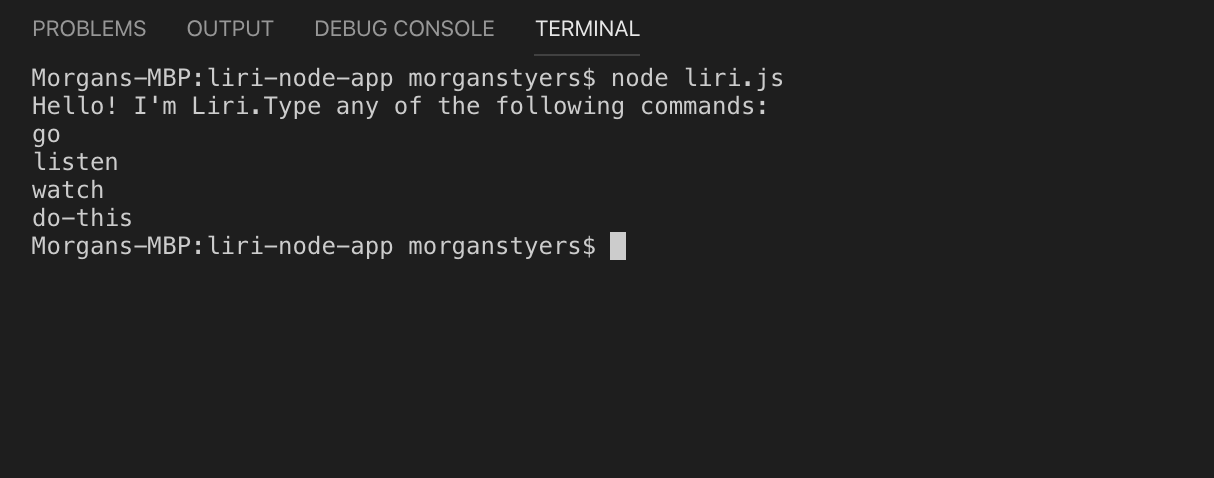 PROBLEMS OUTPUT DEBUG CONSOLE TERMINAL
Morgans-MBP:liri-node-app morganstyers$ node liri.js
Hello! I'm Liri.Type any of the following commands:
go
listen
watch
do-this
Morgans-MBP:liri-node-app morganstyers$